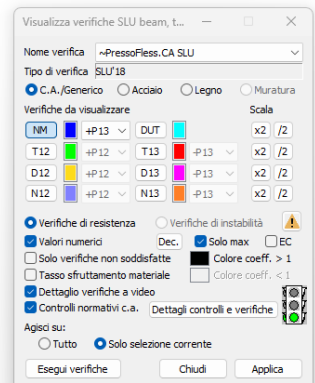 Visualizza verifiche SLU beam, t...
Nome verifica ~PressoFless.CA SLU
Tipo di verifica SLU'18
C.A./Generico Acciaio Legno Muratura
Verifiche da visualizzare Scala
NM +P13 DUT x2 /2
T12 +P12 T13 -P13 x2 /2
D12 +P12 D13 -P13 x2 /2
N12 +P12 N13 -P13 x2 /2
Verifiche di resistenza Verifiche di instabilità
Valori numerici Dec. Solo max EC
Solo verifiche non soddisfatte Colore coeff. > 1
Tasso sfruttamento materiale Colore coeff. < 1
Dettaglio verifiche a video
Controlli normativi c.a. Dettagli controlli e verifiche
Agisci su:
Tutto Solo selezione corrente
Esegui verifiche Chiudi Applica